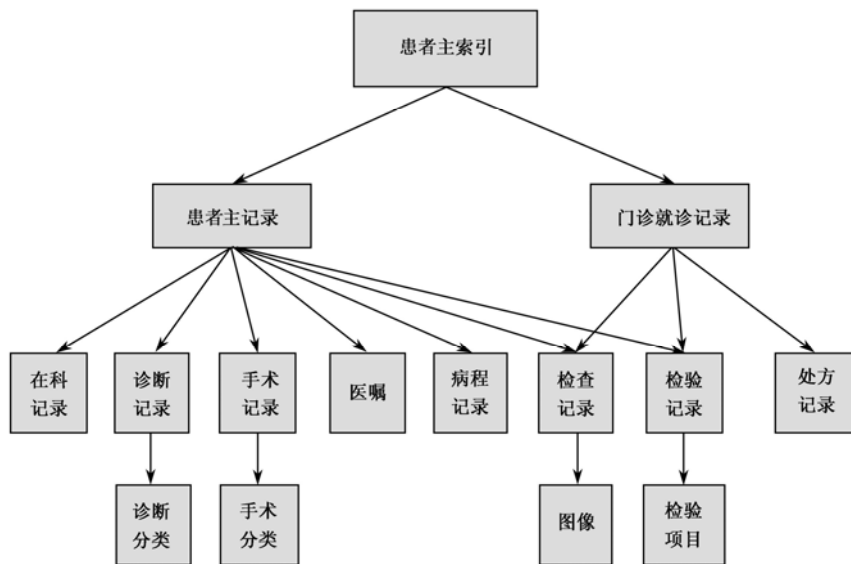 患者主索引
患者主记录
门诊就诊记录
在科
记录
诊断
记录
手术
记录
医嘱
病程
记录
检查
记录
检验
记录
处方
记录
诊断
分类
手术
分类
图像
检验
项目